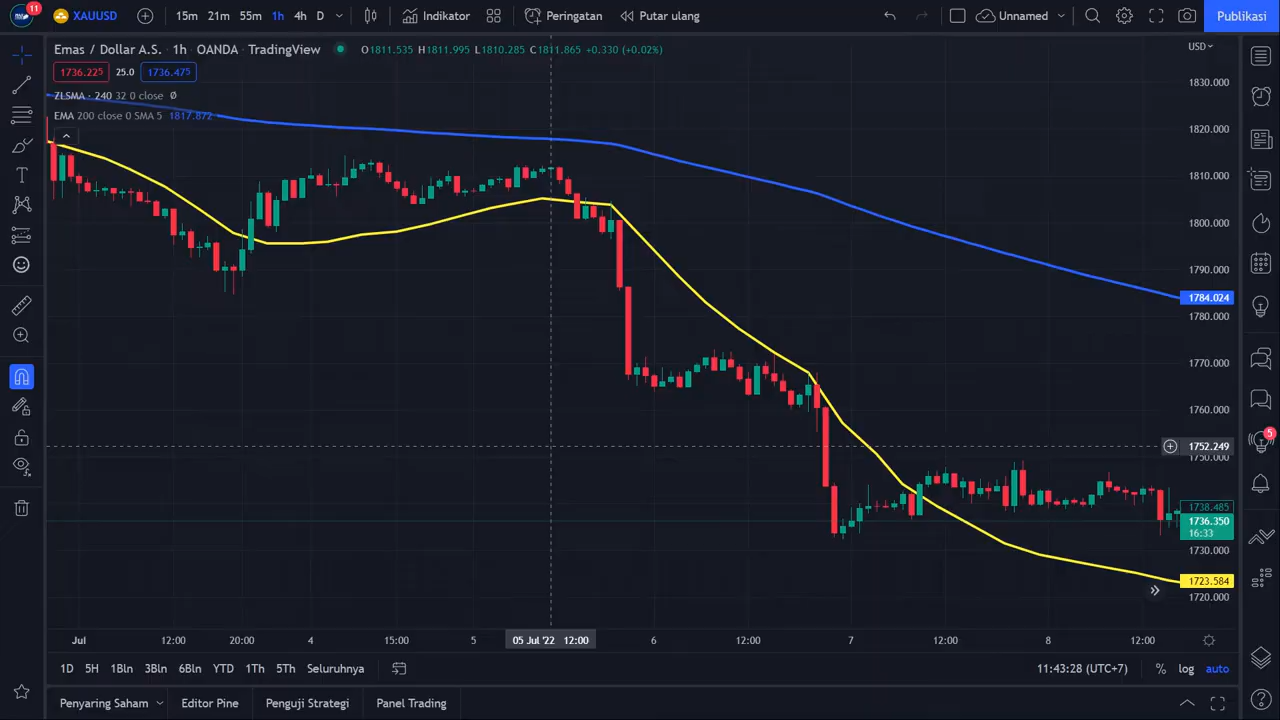 11
XAUUSD
15m 21m 55m 1h 4h D
Indikator
Peringatan
Putar ulang
Unnamed
Publikasi
Emas / Dollar A.S. · 1h · OANDA · TradingView
O1811.535 H1811.995 L1810.285 C1811.865 +0.330 (+0.02%)
USD
1736.225 25.0 1736.475
ZLSMA · 240 32 0 close Ø
EMA 200 close 0 SMA 5 1817.872
1830.000
1820.000
1810.000
1800.000
1790.000
1784.024
1780.000
1770.000
1760.000
1752.249
1750.000
5
1738.485
1736.350
16:33
1730.000
1723.584
1720.000
Jul 12:00 20:00 4 15:00 5 05 Jul '22 12:00 6 12:00 7 12:00 8 12:00
1D 5H 1Bln 3Bln 6Bln YTD 1Th 5Th Seluruhnya
11:43:28 (UTC+7) % log auto
Penyaring Saham
Editor Pine
Penguji Strategi
Panel Trading